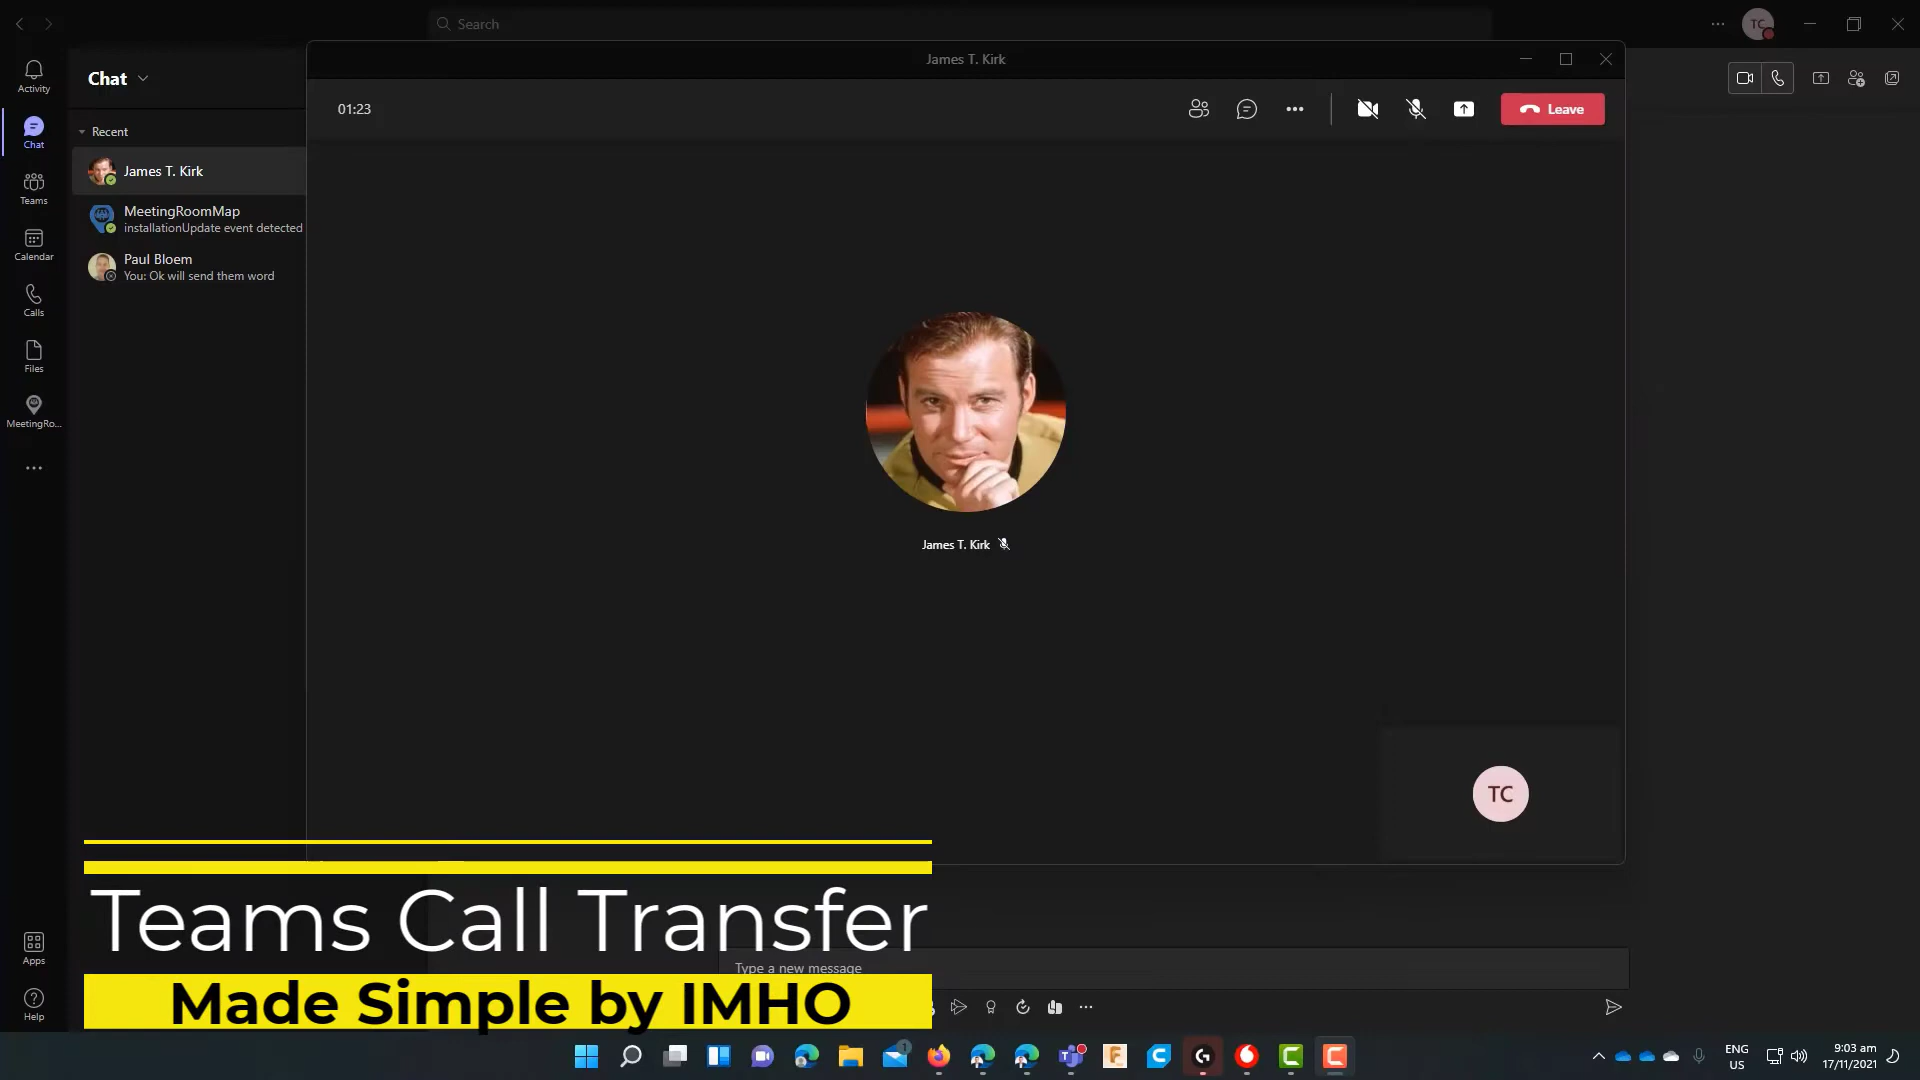 Search
TC
James T. Kirk
Activity
Chat
Chat
Teams
Calendar
Calls
Files
MeetingRo...
Apps
Help
Recent
James T. Kirk
MeetingRoomMap
installationUpdate event detected
Paul Bloem
You: Ok will send them word
01:23
Leave
James T. Kirk
TC
Teams Call Transfer
Made Simple by IMHO
Type a new message
1
ENG
US
9:03 am
17/11/2021